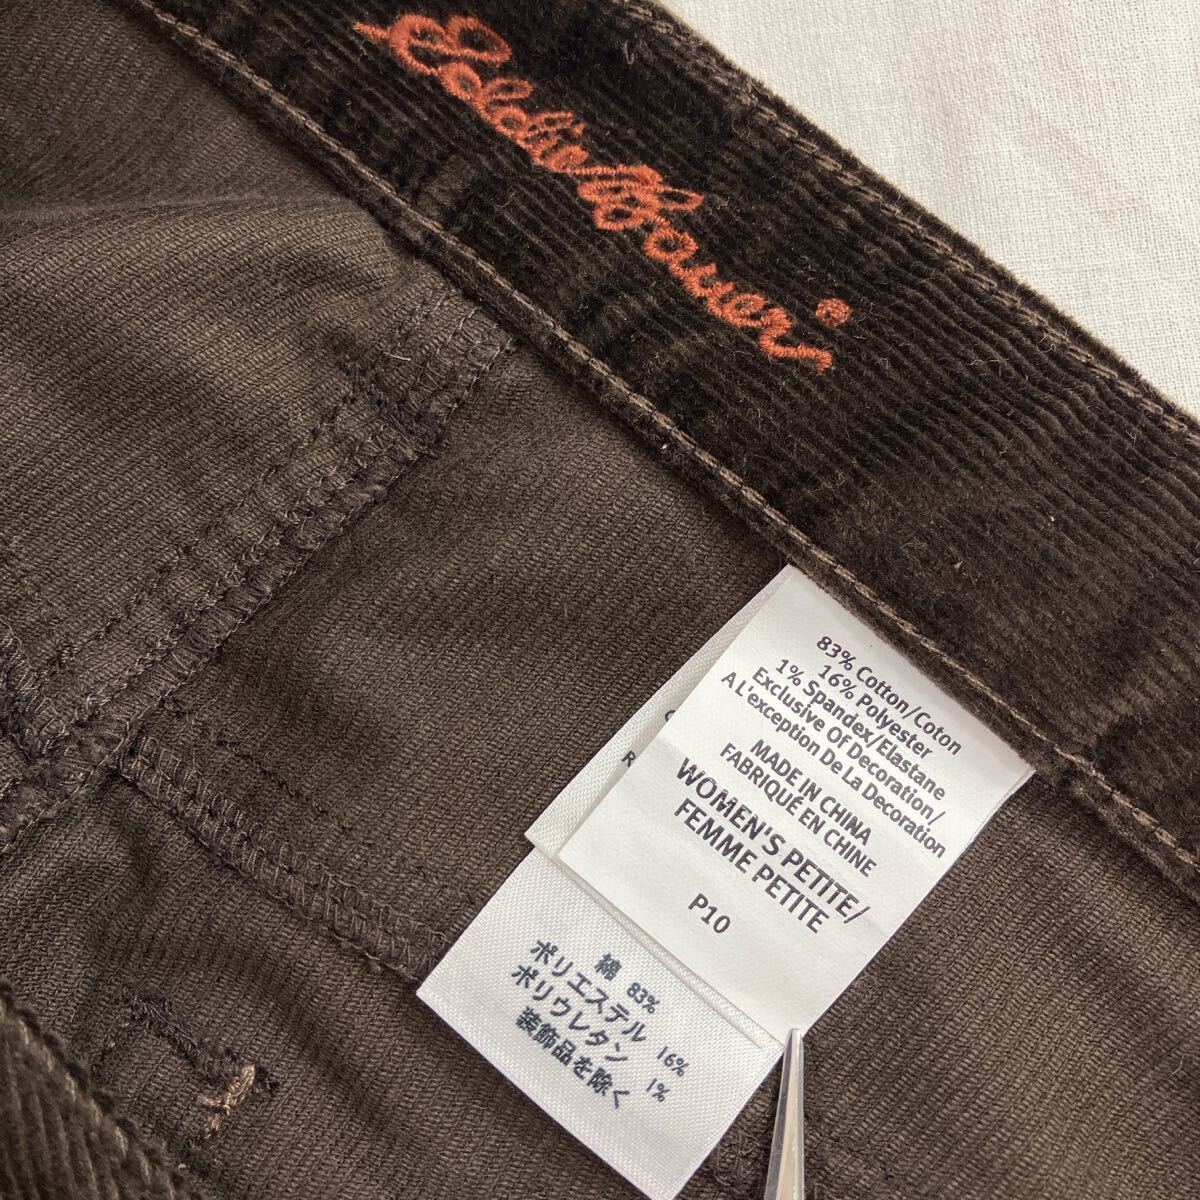 Eddie Bauer®
83% Cotton/Coton
16% Polyester
1% Spandex/Elastane
Exclusive Of Decoration/
A L'exception De La Decoration
MADE IN CHINA
FABRIQUÉ EN CHINE
WOMEN'S PETITE/
FEMME PETITE
P10
綿 83%
ポリエステル 16%
ポリウレタン 1%
装飾品を除く